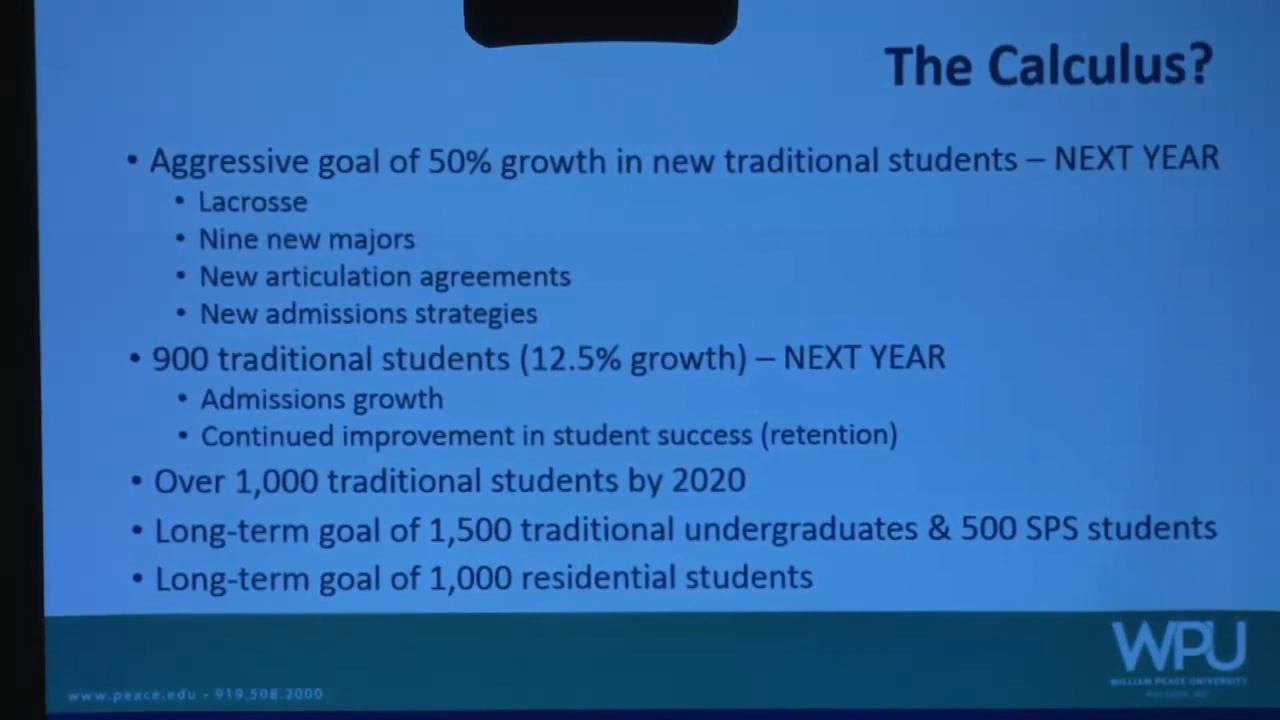 The Calculus?
• Aggressive goal of 50% growth in new traditional students – NEXT YEAR
• Lacrosse
• Nine new majors
• New articulation agreements
• New admissions strategies
• 900 traditional students (12.5% growth) – NEXT YEAR
• Admissions growth
• Continued improvement in student success (retention)
• Over 1,000 traditional students by 2020
• Long-term goal of 1,500 traditional undergraduates & 500 SPS students
• Long-term goal of 1,000 residential students
WPU
WILLIAM PEACE UNIVERSITY
www.peace.edu • 919.508.2000